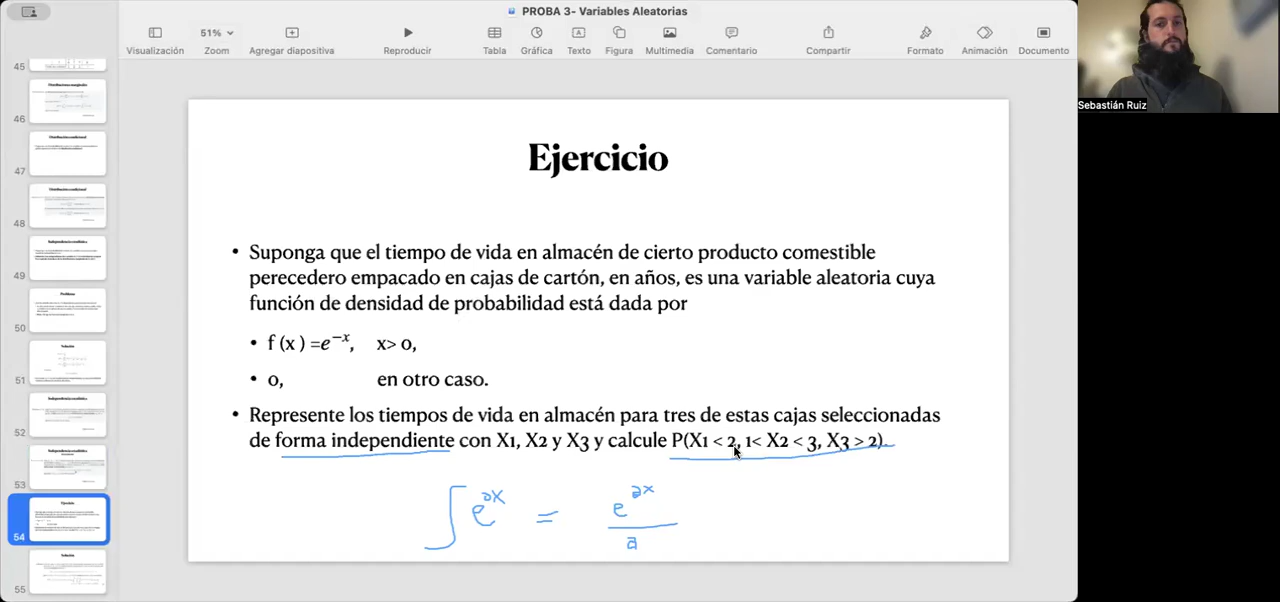 PROBA 3- Variables Aleatorias
51%
Visualización
Zoom
Agregar diapositiva
Reproducir
Tabla
Gráfica
Texto
Figura
Multimedia
Comentario
Compartir
Formato
Animación
Documento
Sebastián Ruiz
45
46
47
48
49
50
51
52
53
54
55
Ejercicio
• Suponga que el tiempo de vida en almacén de cierto producto comestible
perecedero empacado en cajas de cartón, en años, es una variable aleatoria cuya
función de densidad de probabilidad está dada por
• f (x ) =e^{-x}, x> 0,
• 0, en otro caso.
• Represente los tiempos de vida en almacén para tres de estas cajas seleccionadas
de forma independiente con X1, X2 y X3 y calcule P(X1 < 2, 1< X2 < 3, X3 > 2).
∫ e^{ax} = e^{ax} / a